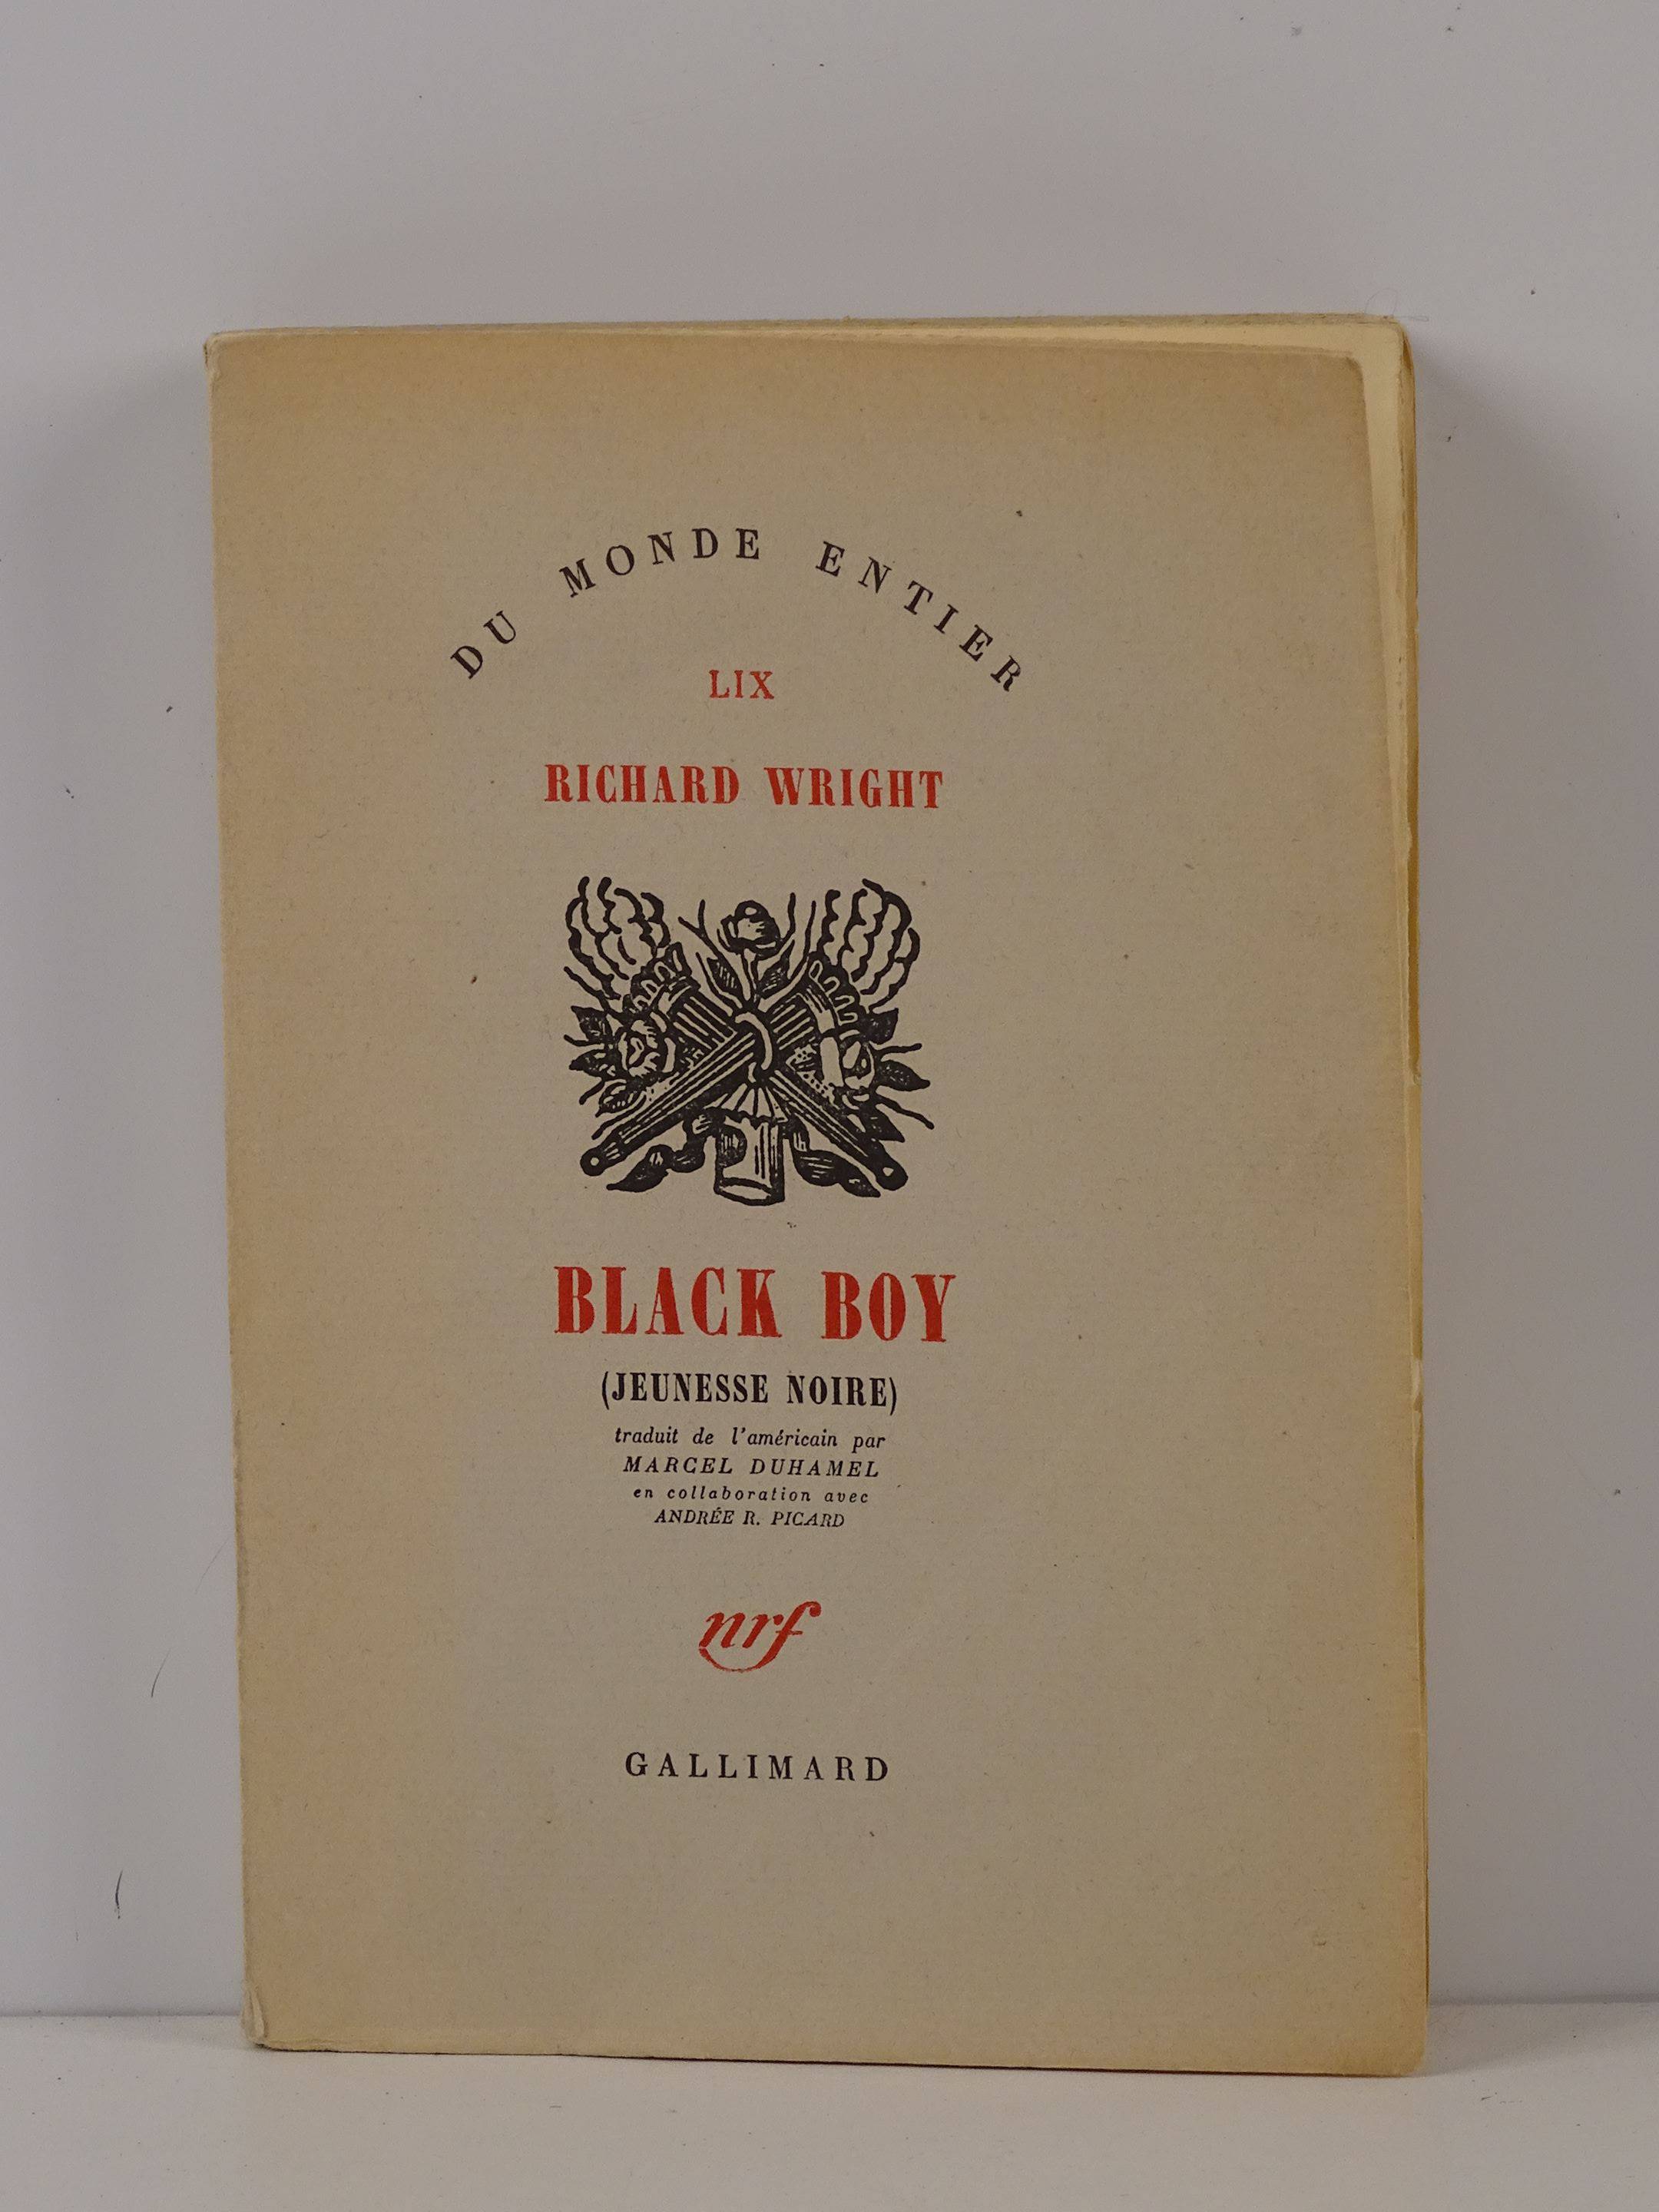 DU MONDE ENTIER
LIX
RICHARD WRIGHT
BLACK BOY
(JEUNESSE NOIRE)
traduit de l'américain par
MARCEL DUHAMEL
en collaboration avec
ANDRÉE R. PICARD
nrf
GALLIMARD